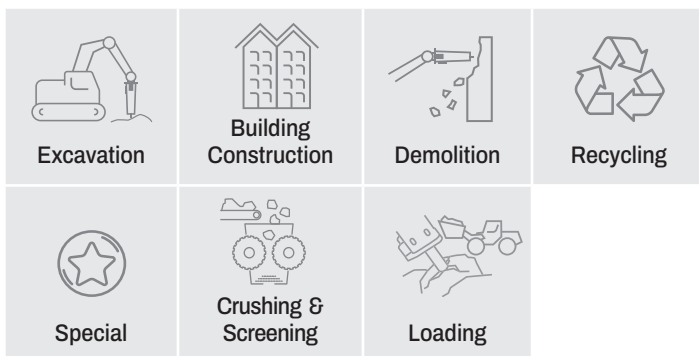 Excavation
Building
Construction
Demolition
Recycling
Special
Crushing &
Screening
Loading